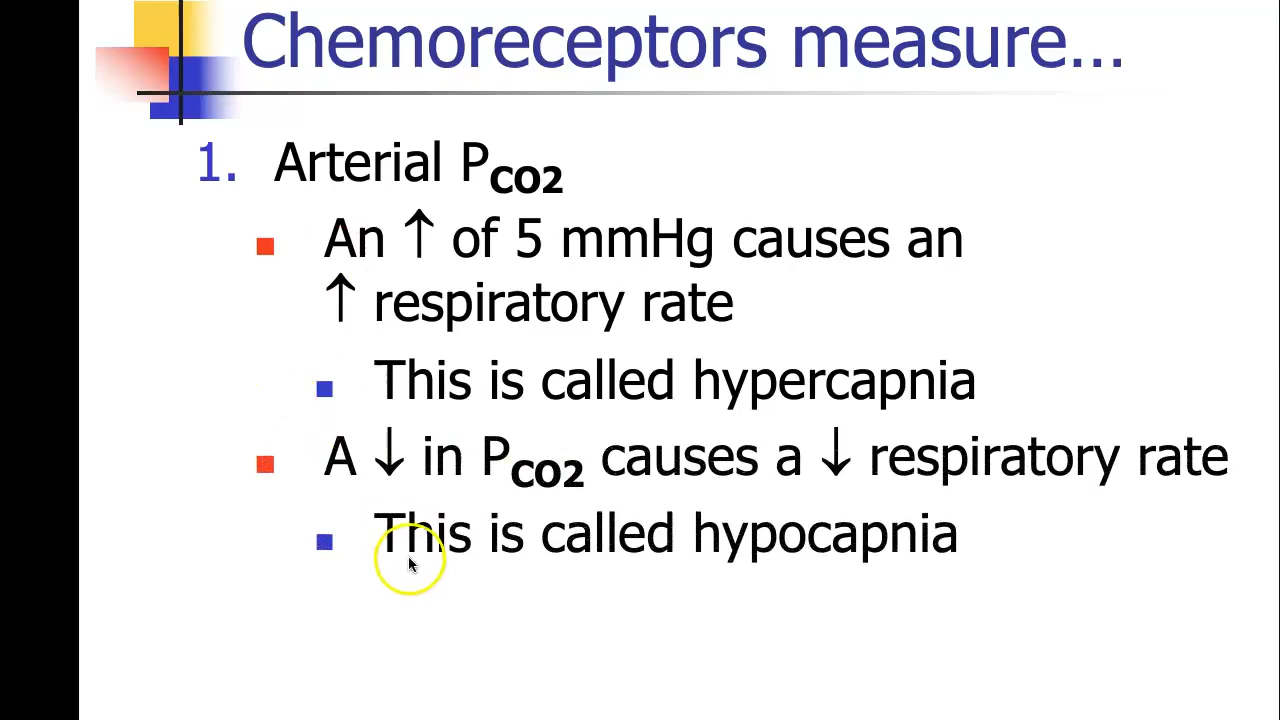 Chemoreceptors measure...
1. Arterial PCO2
An ↑ of 5 mmHg causes an
↑ respiratory rate
This is called hypercapnia
A ↓ in PCO2 causes a ↓ respiratory rate
This is called hypocapnia